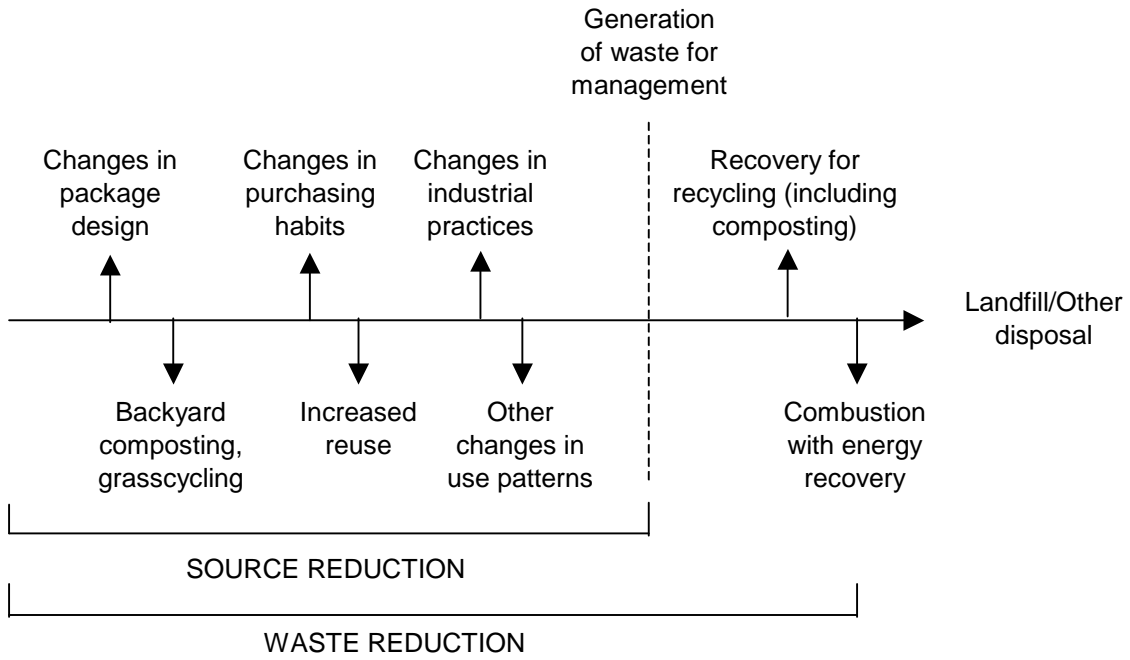 Generation
of waste for
management
Changes in
package
design
Changes in
purchasing
habits
Changes in
industrial
practices
Recovery for
recycling (including
composting)
Landfill/Other
disposal
Backyard
composting,
grasscycling
Increased
reuse
Other
changes in
use patterns
Combustion
with energy
recovery
SOURCE REDUCTION
WASTE REDUCTION